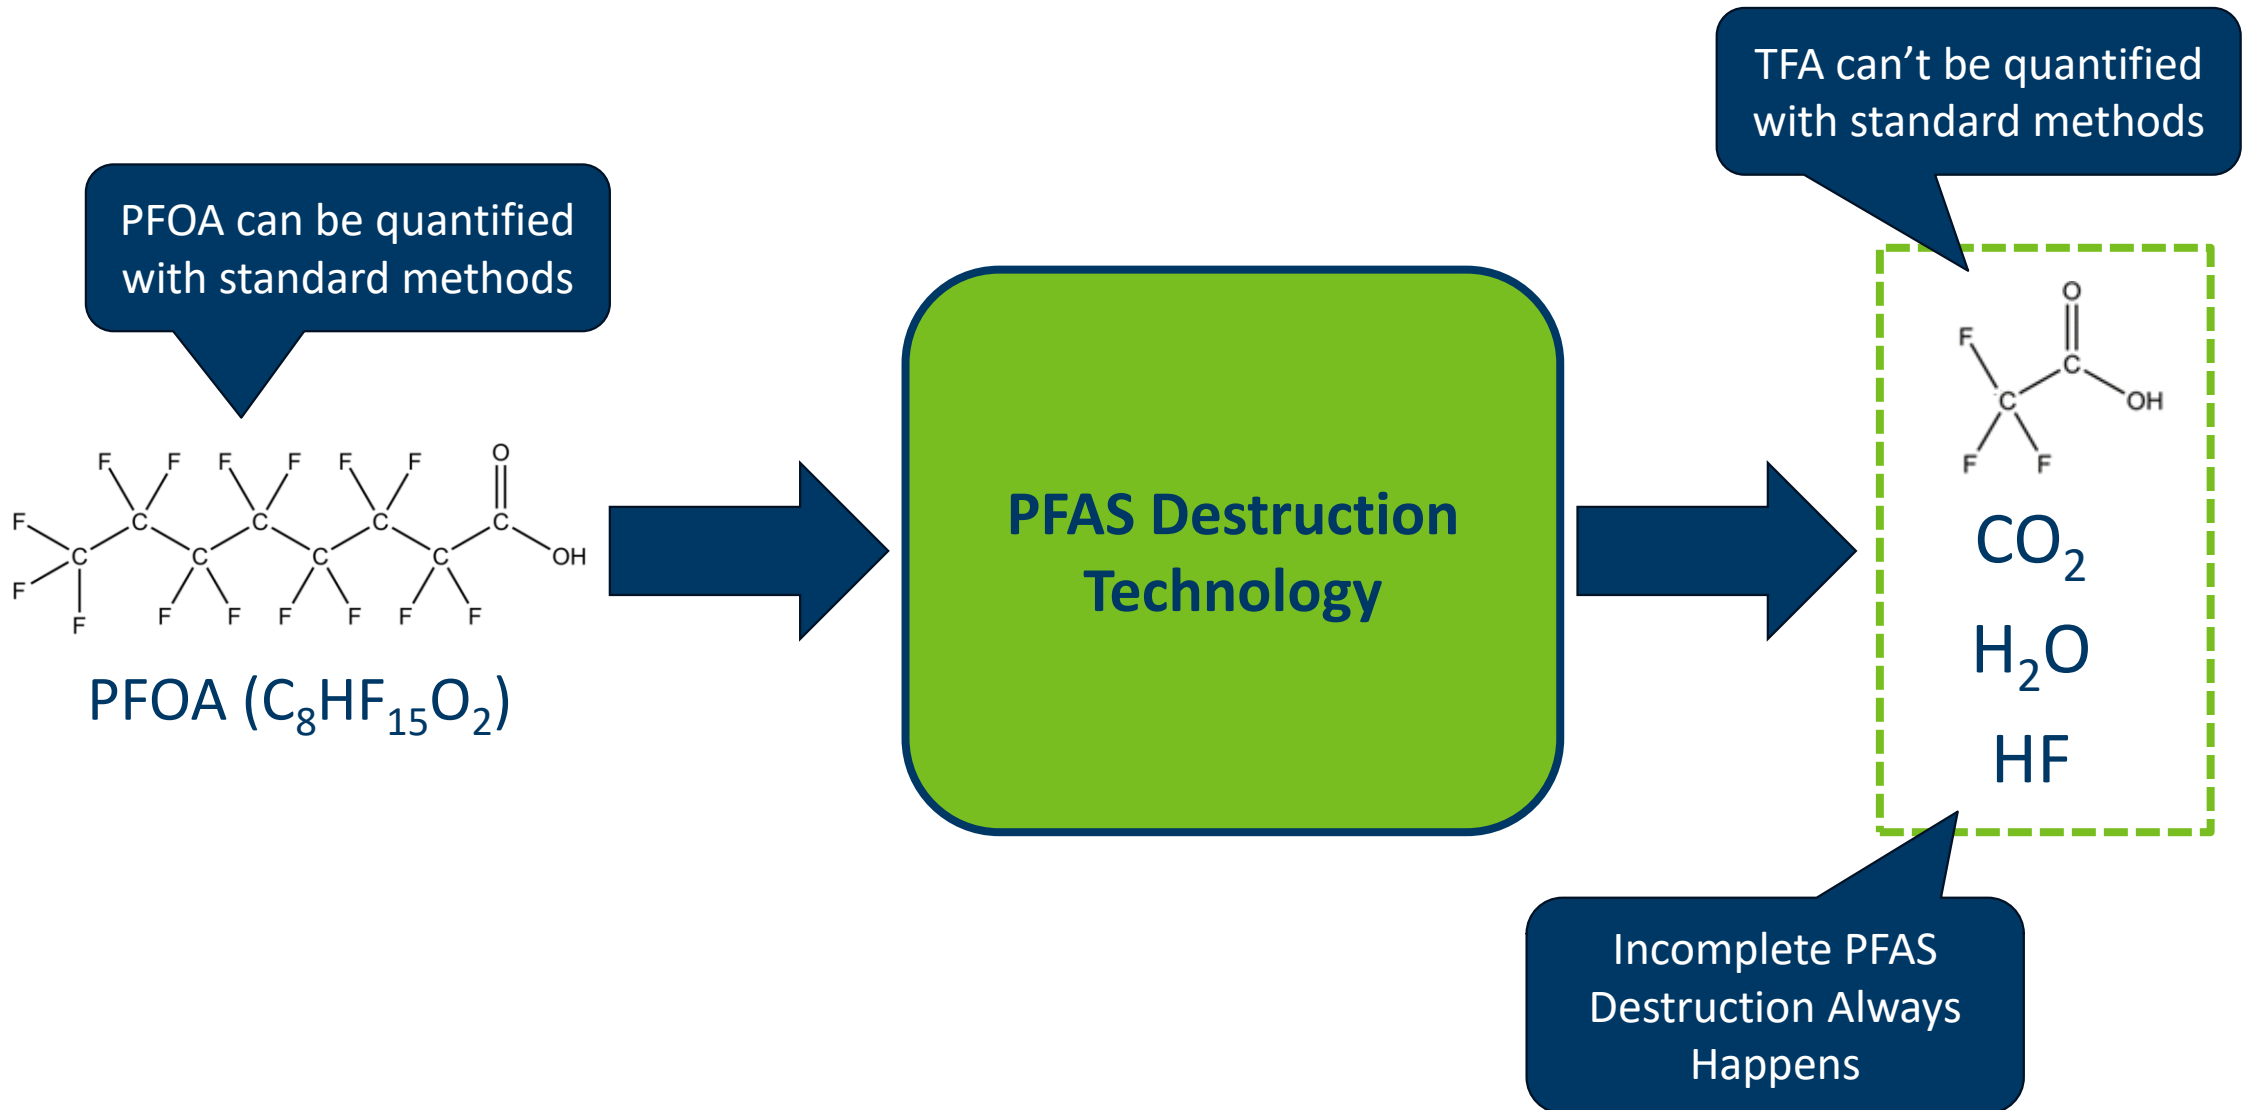 TFA can’t be quantified
with standard methods
PFOA can be quantified
with standard methods
F F F F F F O
F C C C C OH
C C C C
F F F F F F F F
PFOA (C₈HF₁₅O₂)
PFAS Destruction
Technology
O
F C
C OH
F F
CO₂
H₂O
HF
Incomplete PFAS
Destruction Always
Happens